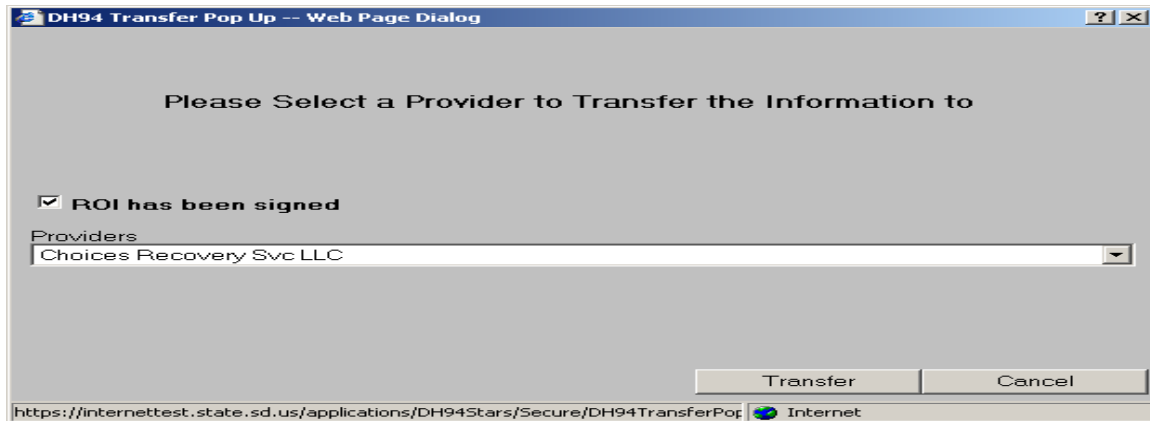 DH94 Transfer Pop Up -- Web Page Dialog
Please Select a Provider to Transfer the Information to
ROI has been signed
Providers
Choices Recovery Svc LLC
Transfer Cancel
https://internettest.state.sd.us/applications/DH94Stars/Secure/DH94TransferPop Internet